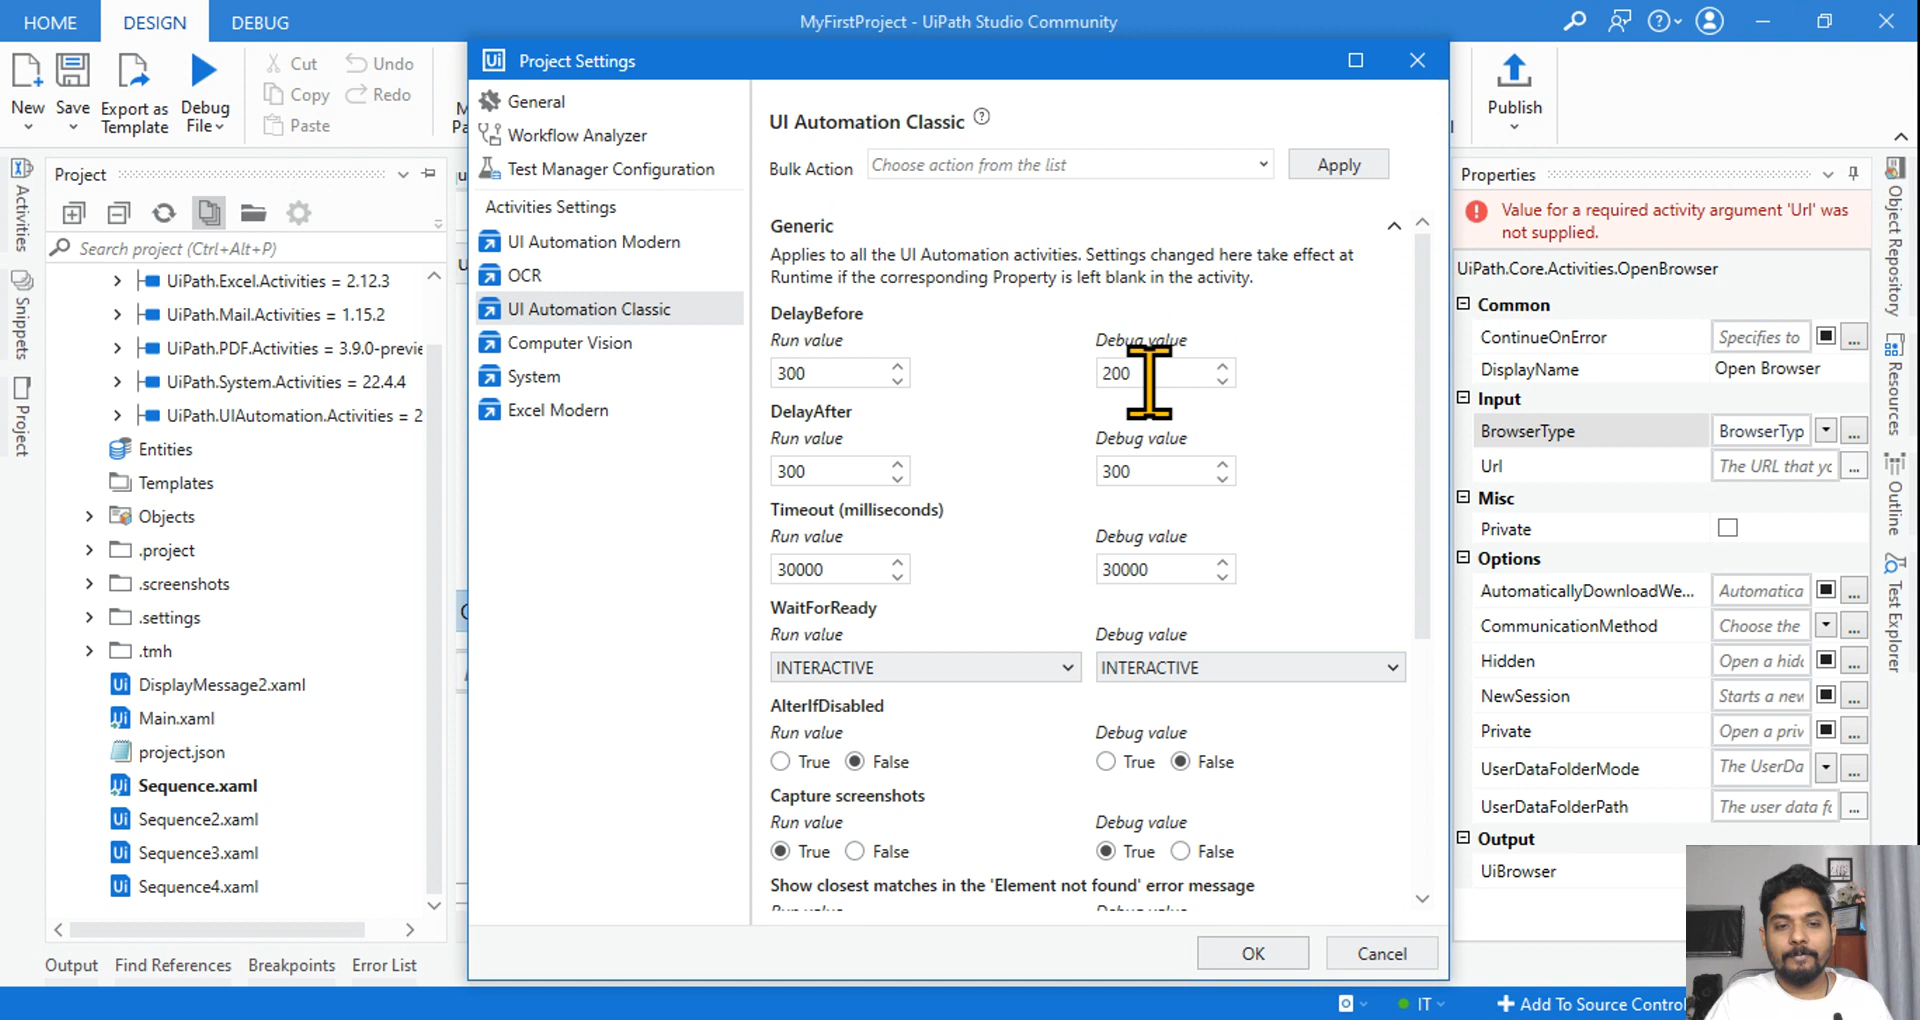 HOME
DESIGN
DEBUG
MyFirstProject - UiPath Studio Community
New
Save
Export as
Template
Debug
File
Cut
Copy
Paste
Undo
Redo
Publish
Activities
Snippets
Project
Project
Search project (Ctrl+Alt+P)
UiPath.Excel.Activities = 2.12.3
UiPath.Mail.Activities = 1.15.2
UiPath.PDF.Activities = 3.9.0-previe
UiPath.System.Activities = 22.4.4
UiPath.UIAutomation.Activities = 2
Entities
Templates
Objects
.project
.screenshots
.settings
.tmh
DisplayMessage2.xaml
Main.xaml
project.json
Sequence.xaml
Sequence2.xaml
Sequence3.xaml
Sequence4.xaml
Output
Find References
Breakpoints
Error List
Ui Project Settings
General
Workflow Analyzer
Test Manager Configuration
Activities Settings
UI Automation Modern
OCR
UI Automation Classic
Computer Vision
System
Excel Modern
UI Automation Classic
Bulk Action Choose action from the list Apply
Generic
Applies to all the UI Automation activities. Settings changed here take effect at
Runtime if the corresponding Property is left blank in the activity.
DelayBefore
Run value Debug value
300 200
DelayAfter
Run value Debug value
300 300
Timeout (milliseconds)
Run value Debug value
30000 30000
WaitForReady
Run value Debug value
INTERACTIVE INTERACTIVE
AlterIfDisabled
Run value Debug value
True False True False
Capture screenshots
Run value Debug value
True False True False
Show closest matches in the 'Element not found' error message
Run value Debug value
OK
Cancel
Properties
Value for a required activity argument 'Url' was
not supplied.
UiPath.Core.Activities.OpenBrowser
Common
ContinueOnError Specifies to ...
DisplayName Open Browser
Input
BrowserType BrowserTyp ...
Url The URL that yo ...
Misc
Private
Options
AutomaticallyDownloadWe... Automatica ...
CommunicationMethod Choose the ...
Hidden Open a hidd ...
NewSession Starts a new ...
Private Open a priv ...
UserDataFolderMode The UserDa ...
UserDataFolderPath The user data fo ...
Output
UiBrowser
Object Repository
Resources
Outline
Test Explorer
IT
Add To Source Control